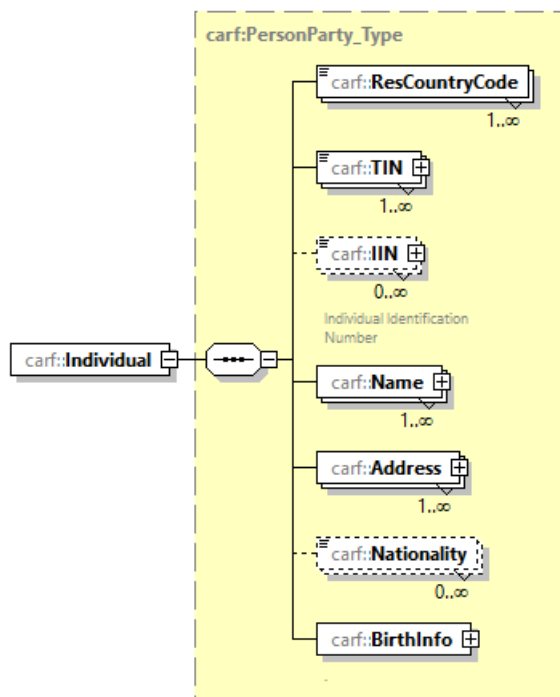 carf:PersonParty_Type
carf::ResCountryCode
1..∞
carf::TIN
1..∞
carf::IIN
0..∞
Individual Identification
Number
carf::Individual
carf::Name
1..∞
carf::Address
1..∞
carf::Nationality
0..∞
carf::BirthInfo
.